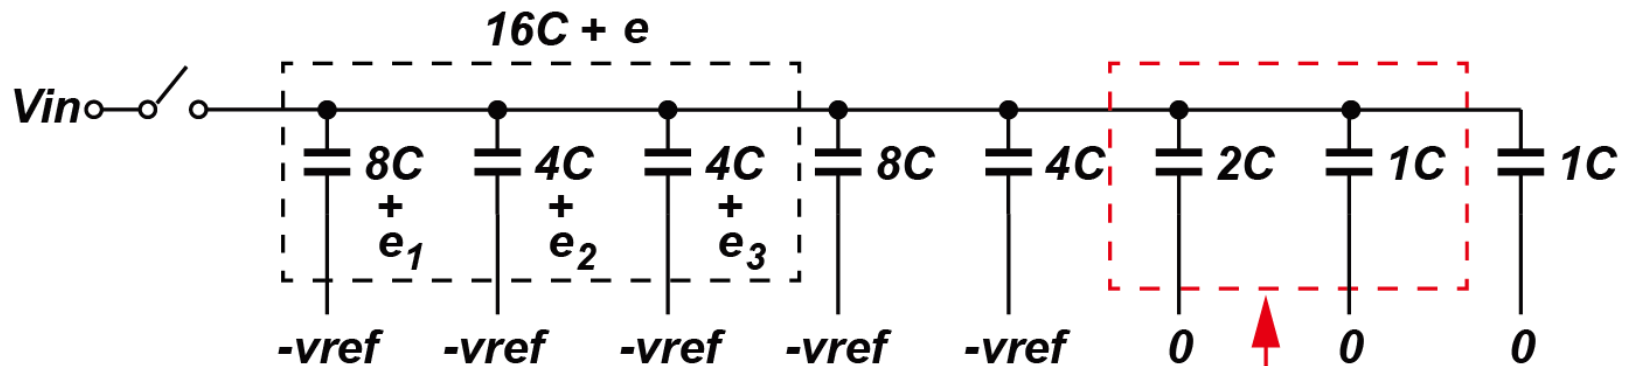 16C + e
Vin
8C + e1
4C + e2
4C + e3
8C
4C
2C
1C
1C
-vref
-vref
-vref
-vref
-vref
0
0
0